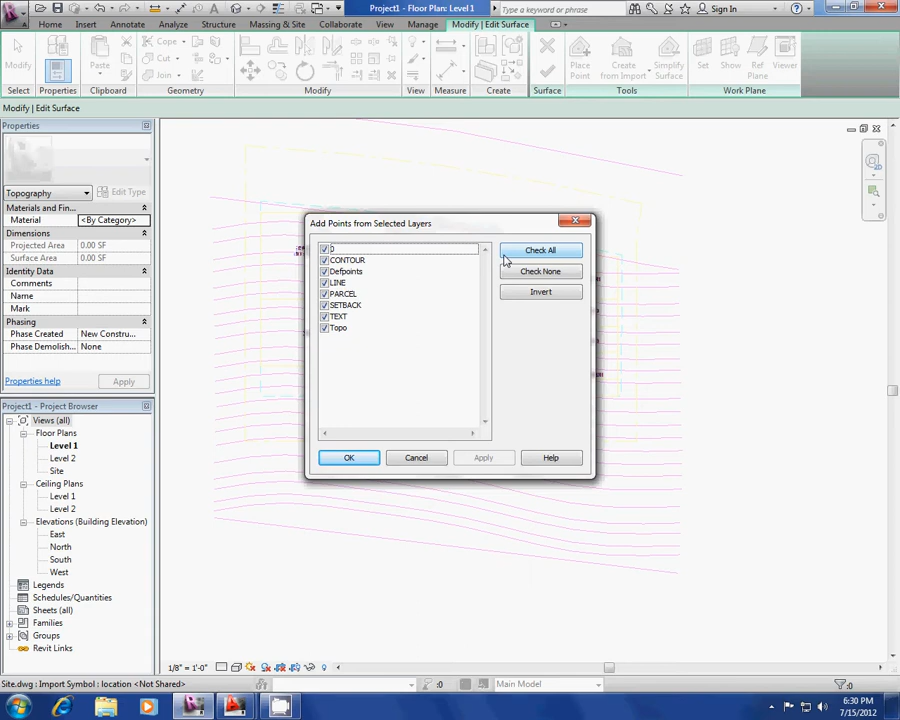 Project1 - Floor Plan: Level 1
Type a keyword or phrase
Sign In
Home Insert Annotate Analyze Structure Massing & Site Collaborate View Manage Modify | Edit Surface
Modify
Properties
Paste
Cope
Cut
Join
Place Point
Create from Import
Simplify Surface
Set
Show
Ref Plane
Viewer
Select Properties Clipboard Geometry Modify View Measure Create Surface Tools Work Plane
Modify | Edit Surface
Properties
Topography
Edit Type
Materials and Fin...
Material <By Category>
Dimensions
Projected Area 0.00 SF
Surface Area 0.00 SF
Identity Data
Comments
Name
Mark
Phasing
Phase Created New Constru...
Phase Demolish... None
Properties help
Apply
Project1 - Project Browser
Views (all)
Floor Plans
Level 1
Level 2
Site
Ceiling Plans
Level 1
Level 2
Elevations (Building Elevation)
East
North
South
West
Legends
Schedules/Quantities
Sheets (all)
Families
Groups
Revit Links
Add Points from Selected Layers
0
CONTOUR
Defpoints
LINE
PARCEL
SETBACK
TEXT
Topo
Check All
Check None
Invert
OK
Cancel
Apply
Help
1/8" = 1'-0"
Site.dwg : Import Symbol : location <Not Shared>
:0
Main Model
:0
6:30 PM
7/15/2012